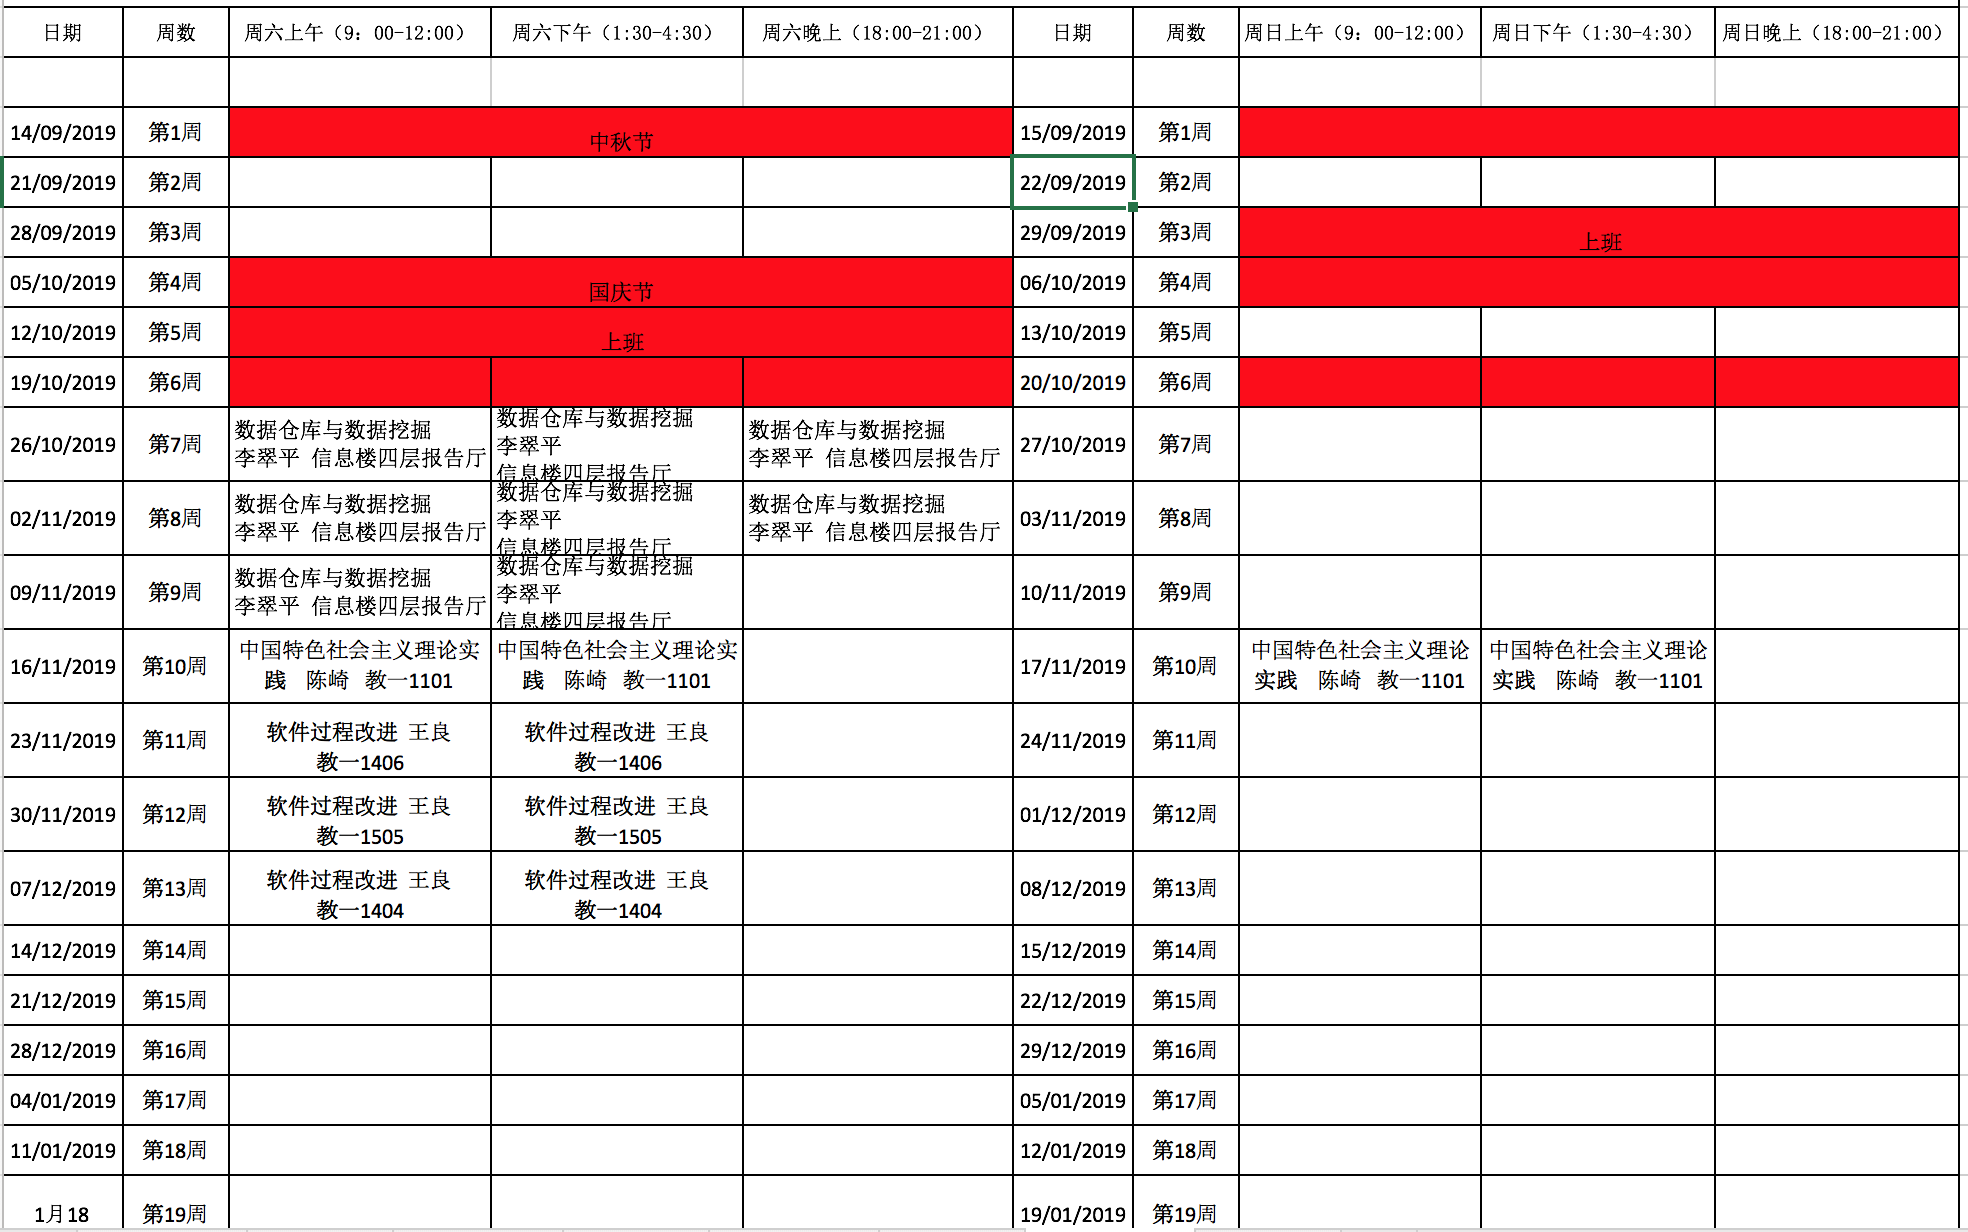 日期 周数 周六上午（9：00-12:00） 周六下午（1:30-4:30） 周六晚上（18:00-21:00） 日期 周数 周日上午（9：00-12:00） 周日下午（1:30-4:30） 周日晚上（18:00-21:00）
14/09/2019 第1周 中秋节 15/09/2019 第1周
21/09/2019 第2周 22/09/2019 第2周
28/09/2019 第3周 29/09/2019 第3周 上班
05/10/2019 第4周 国庆节 06/10/2019 第4周
12/10/2019 第5周 上班 13/10/2019 第5周
19/10/2019 第6周 20/10/2019 第6周
26/10/2019 第7周
数据仓库与数据挖掘
李翠平 信息楼四层报告厅
数据仓库与数据挖掘
李翠平
信息楼四层报告厅
数据仓库与数据挖掘
李翠平 信息楼四层报告厅
27/10/2019 第7周
02/11/2019 第8周
数据仓库与数据挖掘
李翠平 信息楼四层报告厅
数据仓库与数据挖掘
李翠平
信息楼四层报告厅
数据仓库与数据挖掘
李翠平 信息楼四层报告厅
03/11/2019 第8周
09/11/2019 第9周
数据仓库与数据挖掘
李翠平 信息楼四层报告厅
数据仓库与数据挖掘
李翠平
信息楼四层报告厅
10/11/2019 第9周
16/11/2019 第10周
中国特色社会主义理论实
践 陈崎 教一1101
中国特色社会主义理论实
践 陈崎 教一1101
17/11/2019 第10周
中国特色社会主义理论
实践 陈崎 教一1101
中国特色社会主义理论
实践 陈崎 教一1101
23/11/2019 第11周
软件过程改进 王良
教一1406
软件过程改进 王良
教一1406
24/11/2019 第11周
30/11/2019 第12周
软件过程改进 王良
教一1505
软件过程改进 王良
教一1505
01/12/2019 第12周
07/12/2019 第13周
软件过程改进 王良
教一1404
软件过程改进 王良
教一1404
08/12/2019 第13周
14/12/2019 第14周 15/12/2019 第14周
21/12/2019 第15周 22/12/2019 第15周
28/12/2019 第16周 29/12/2019 第16周
04/01/2019 第17周 05/01/2019 第17周
11/01/2019 第18周 12/01/2019 第18周
1月18 第19周 19/01/2019 第19周